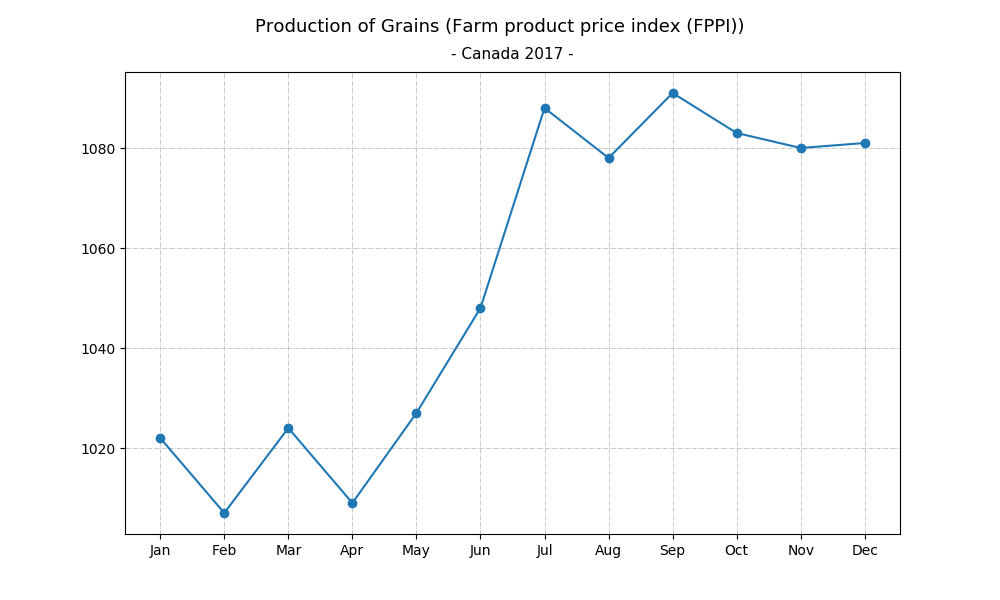 Production of Grains (Farm product price index (FPPI))
- Canada 2017 -
1080
1060
1040
1020
Jan Feb Mar Apr May Jun Jul Aug Sep Oct Nov Dec